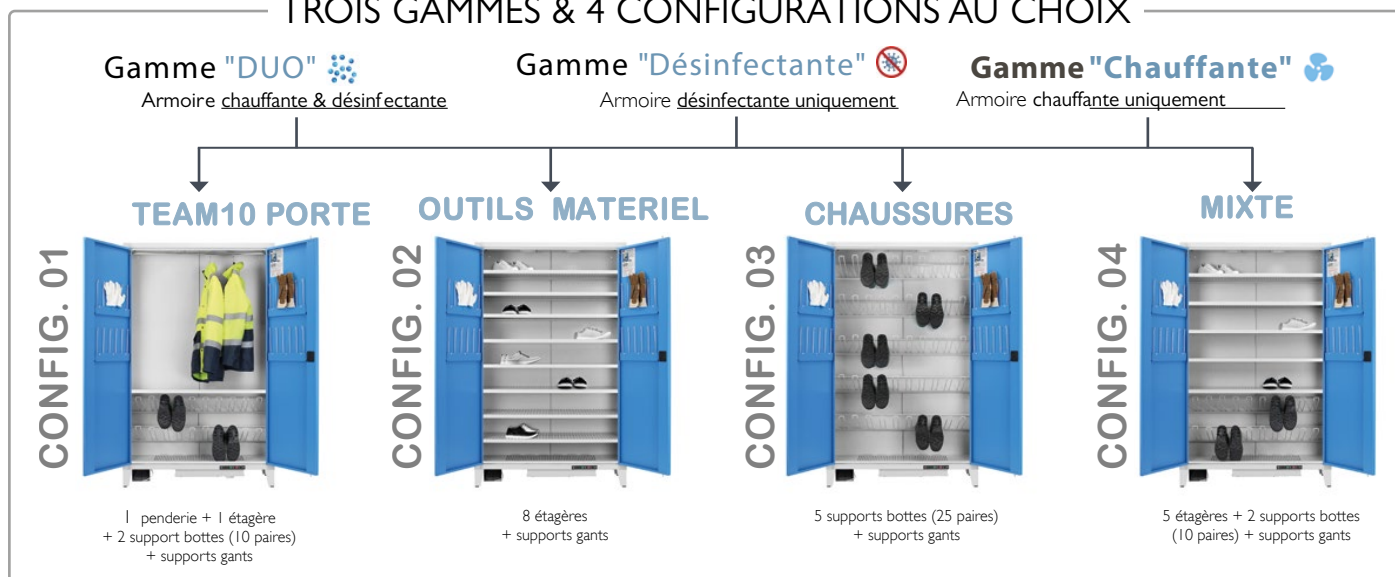 TROIS GAMMES & 4 CONFIGURATIONS AU CHOIX
Gamme "DUO"
Armoire chauffante & désinfectante
Gamme "Désinfectante"
Armoire désinfectante uniquement
Gamme "Chauffante"
Armoire chauffante uniquement
CONFIG. 01
TEAM10 PORTE
1 penderie + 1 étagère
+ 2 support bottes (10 paires)
+ supports gants
CONFIG. 02
OUTILS MATERIEL
8 étagères
+ supports gants
CONFIG. 03
CHAUSSURES
5 supports bottes (25 paires)
+ supports gants
CONFIG. 04
MIXTE
5 étagères + 2 supports bottes
(10 paires) + supports gants